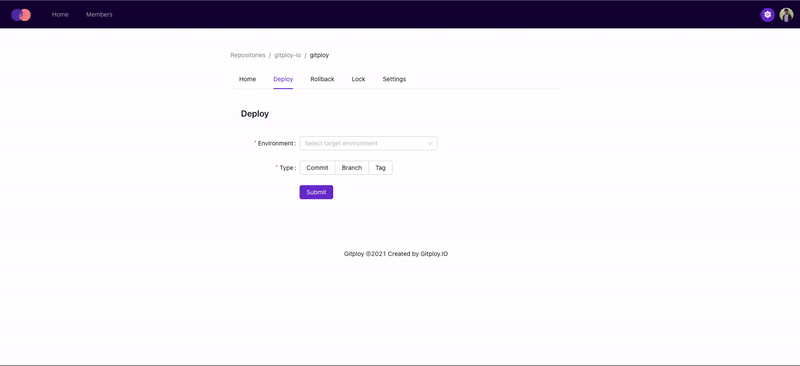 Home Members
Repositories / gitploy-io / gitploy
Home Deploy Rollback Lock Settings
Deploy
* Environment : Select target environment
* Type : Commit Branch Tag
Submit
Gitploy ©2021 Created by Gitploy.IO